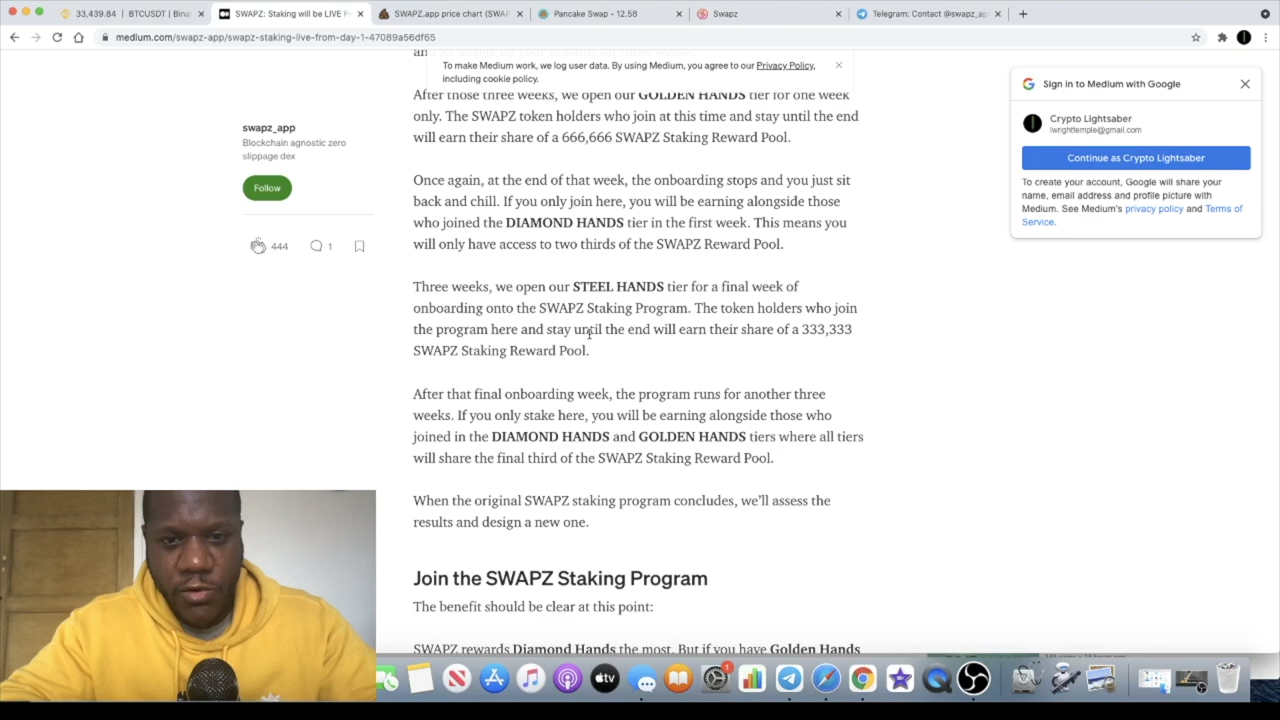 33,439.84 | BTCUSDT | Binan
SWAPZ: Staking will be LIVE F
SWAPZ.app price chart (SWAP
Pancake Swap - 12.58
Swapz
Telegram: Contact @swapz_ap
medium.com/swapz-app/swapz-staking-live-from-day-1-47089a56df65
To make Medium work, we log user data. By using Medium, you agree to our Privacy Policy,
including cookie policy.
After those three weeks, we open our GOLDEN HANDS tier for one week
only. The SWAPZ token holders who join at this time and stay until the end
will earn their share of a 666,666 SWAPZ Staking Reward Pool.
swapz_app
Blockchain agnostic zero
slippage dex
Follow
444
1
Once again, at the end of that week, the onboarding stops and you just sit
back and chill. If you only join here, you will be earning alongside those
who joined the DIAMOND HANDS tier in the first week. This means you
will only have access to two thirds of the SWAPZ Reward Pool.
Three weeks, we open our STEEL HANDS tier for a final week of
onboarding onto the SWAPZ Staking Program. The token holders who join
the program here and stay until the end will earn their share of a 333,333
SWAPZ Staking Reward Pool.
After that final onboarding week, the program runs for another three
weeks. If you only stake here, you will be earning alongside those who
joined in the DIAMOND HANDS and GOLDEN HANDS tiers where all tiers
will share the final third of the SWAPZ Staking Reward Pool.
When the original SWAPZ staking program concludes, we'll assess the
results and design a new one.
Join the SWAPZ Staking Program
The benefit should be clear at this point:
SWAPZ rewards Diamond Hands the most. But if you have Golden Hands
Sign in to Medium with Google
Crypto Lightsaber
lwrighttemple@gmail.com
Continue as Crypto Lightsaber
To create your account, Google will share your
name, email address and profile picture with
Medium. See Medium's privacy policy and Terms of
Service.
tv
1